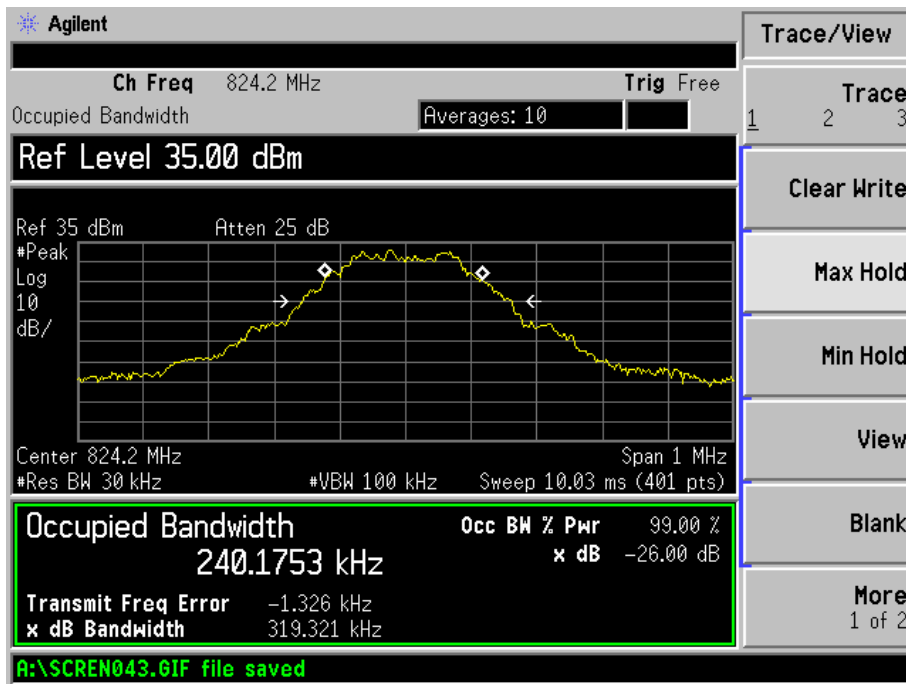 Agilent
Trace/View
Ch Freq 824.2 MHz Trig Free
Occupied Bandwidth Averages: 10
Trace
1 2 3
Ref Level 35.00 dBm
Clear Write
Ref 35 dBm Atten 25 dB
#Peak
Log
10
dB/
Max Hold
Min Hold
Center 824.2 MHz Span 1 MHz
#Res BW 30 kHz #VBW 100 kHz Sweep 10.03 ms (401 pts)
View
Occupied Bandwidth Occ BW % Pwr 99.00 %
240.1753 kHz x dB -26.00 dB
Blank
Transmit Freq Error -1.326 kHz
x dB Bandwidth 319.321 kHz
More
1 of 2
A:\SCREN043.GIF file saved